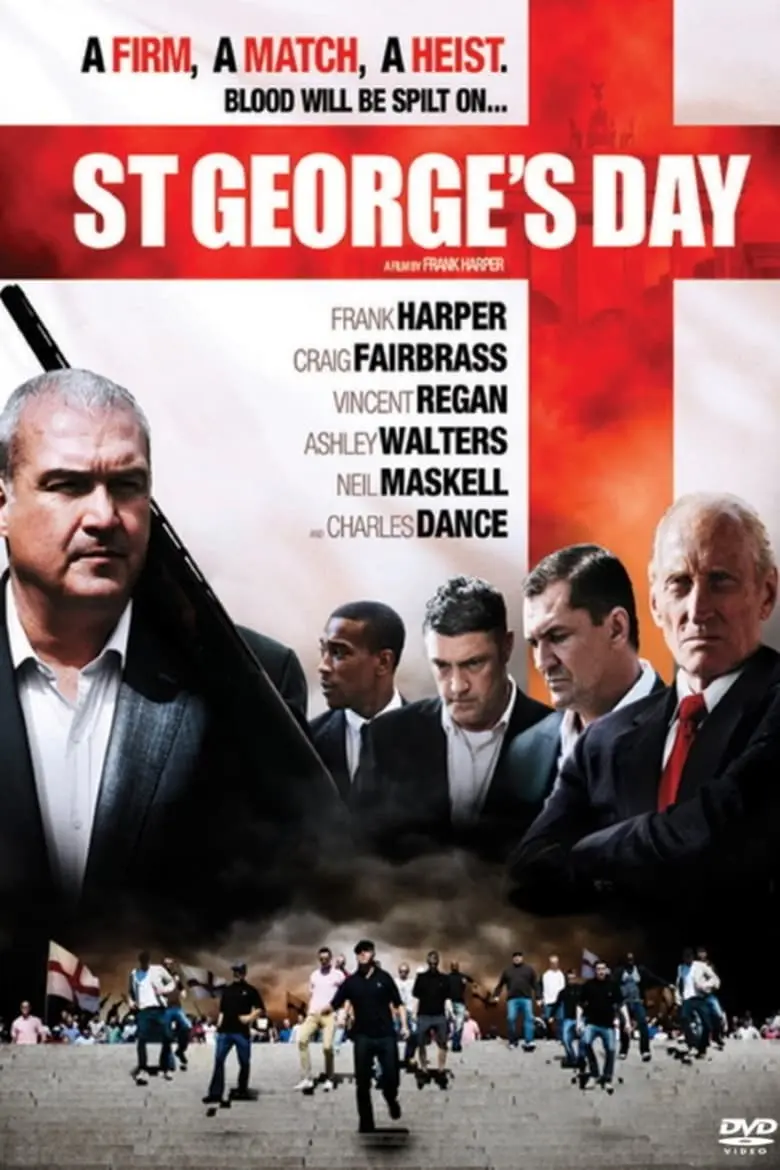 A FIRM, A MATCH, A HEIST.
BLOOD WILL BE SPILT ON...
ST GEORGE'S DAY
A FILM BY FRANK HARPER
FRANK HARPER
CRAIG FAIRBRASS
VINCENT REGAN
ASHLEY WALTERS
NEIL MASKELL
AND CHARLES DANCE
DVD
VIDEO